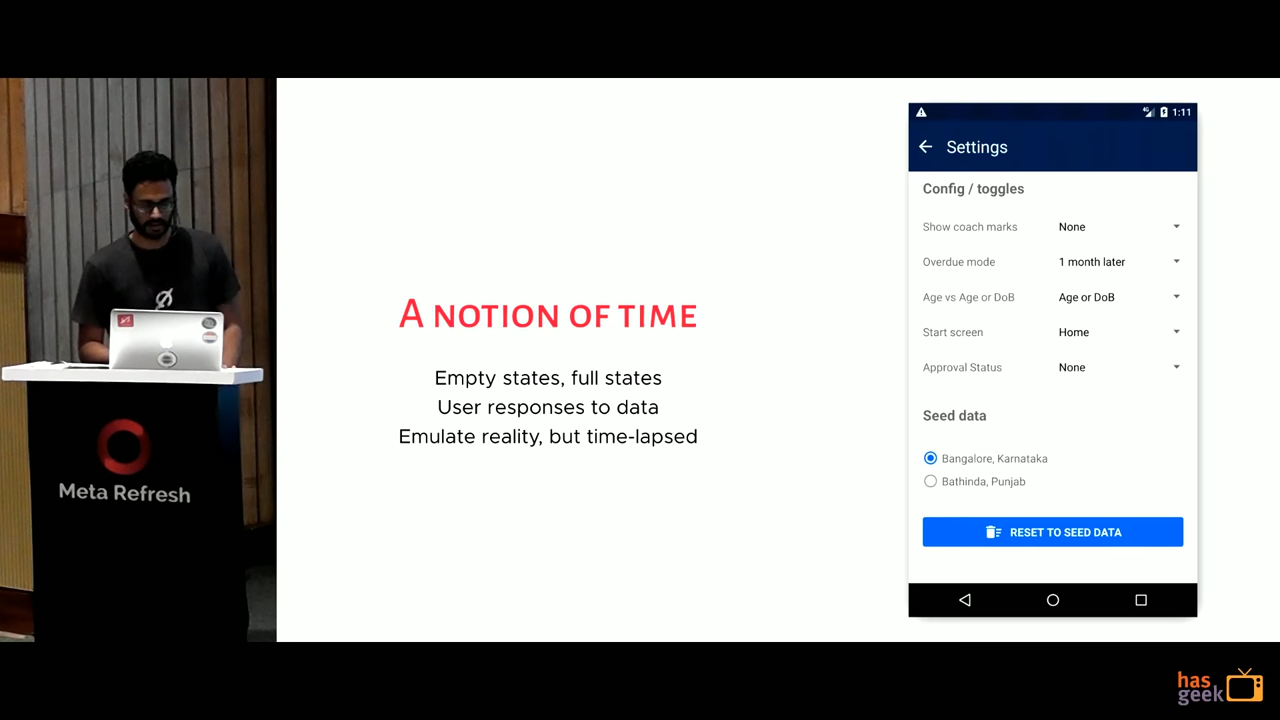 Meta Refresh
A NOTION OF TIME
Empty states, full states
User responses to data
Emulate reality, but time-lapsed
4G 1:11
Settings
Config / toggles
Show coach marks None
Overdue mode 1 month later
Age vs Age or DoB Age or DoB
Start screen Home
Approval Status None
Seed data
Bangalore, Karnataka
Bathinda, Punjab
RESET TO SEED DATA
has
geek